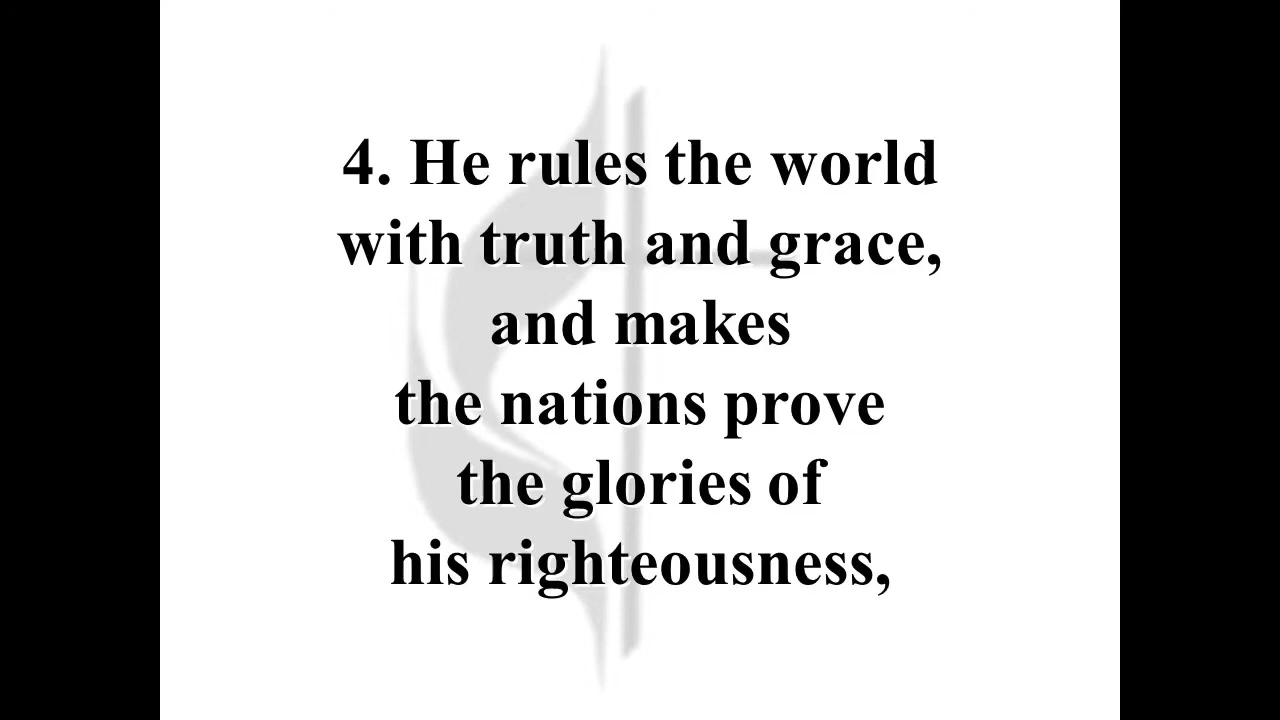 4. He rules the world
with truth and grace,
and makes
the nations prove
the glories of
his righteousness,